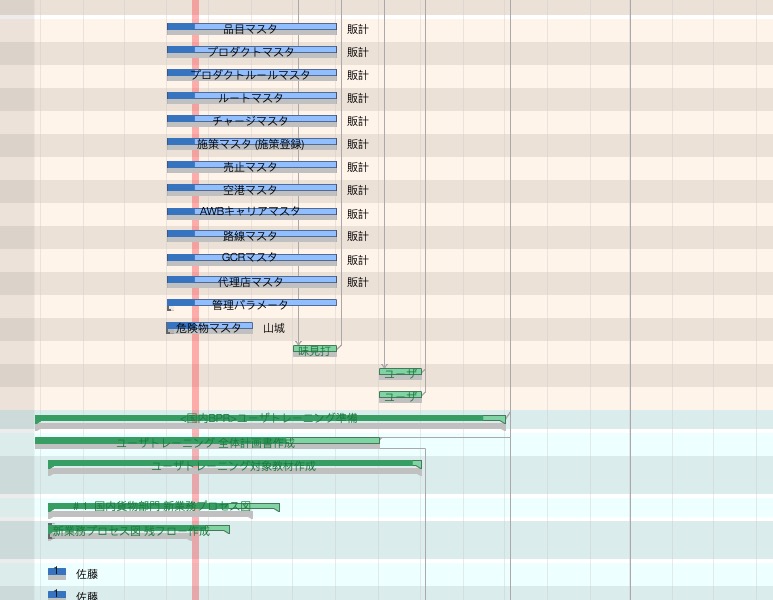 品目マスタ 販計
プロダクトマスタ 販計
プロダクトルールマスタ 販計
ルートマスタ 販計
チャージマスタ 販計
施策マスタ (施策登録) 販計
売止マスタ 販計
空港マスタ 販計
AWBキャリアマスタ 販計
路線マスタ 販計
GCRマスタ 販計
代理店マスタ 販計
管理パラメータ
危険物マスタ 山城
味見打
ユーザ
ユーザ
<国内BPR>ユーザトレーニング準備
ユーザトレーニング 全体計画書作成
ユーザトレーニング対象教材作成
国内貨物部門 新業務プロセス図
新業務プロセス図 残フロー作成
1 佐藤
1 佐藤